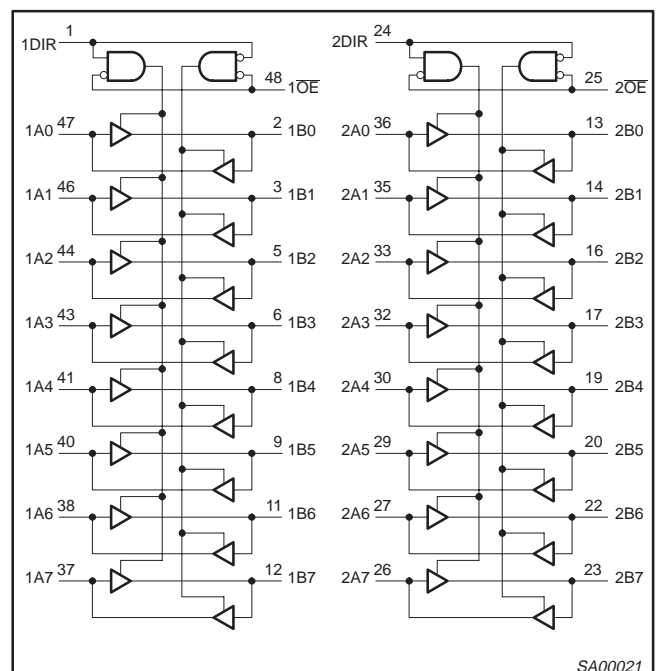 1DIR 1 2DIR 24
48 1OE 25 2OE
1A0 47 2 1B0 2A0 36 13 2B0
1A1 46 3 1B1 2A1 35 14 2B1
1A2 44 5 1B2 2A2 33 16 2B2
1A3 43 6 1B3 2A3 32 17 2B3
1A4 41 8 1B4 2A4 30 19 2B4
1A5 40 9 1B5 2A5 29 20 2B5
1A6 38 11 1B6 2A6 27 22 2B6
1A7 37 12 1B7 2A7 26 23 2B7
SA00021